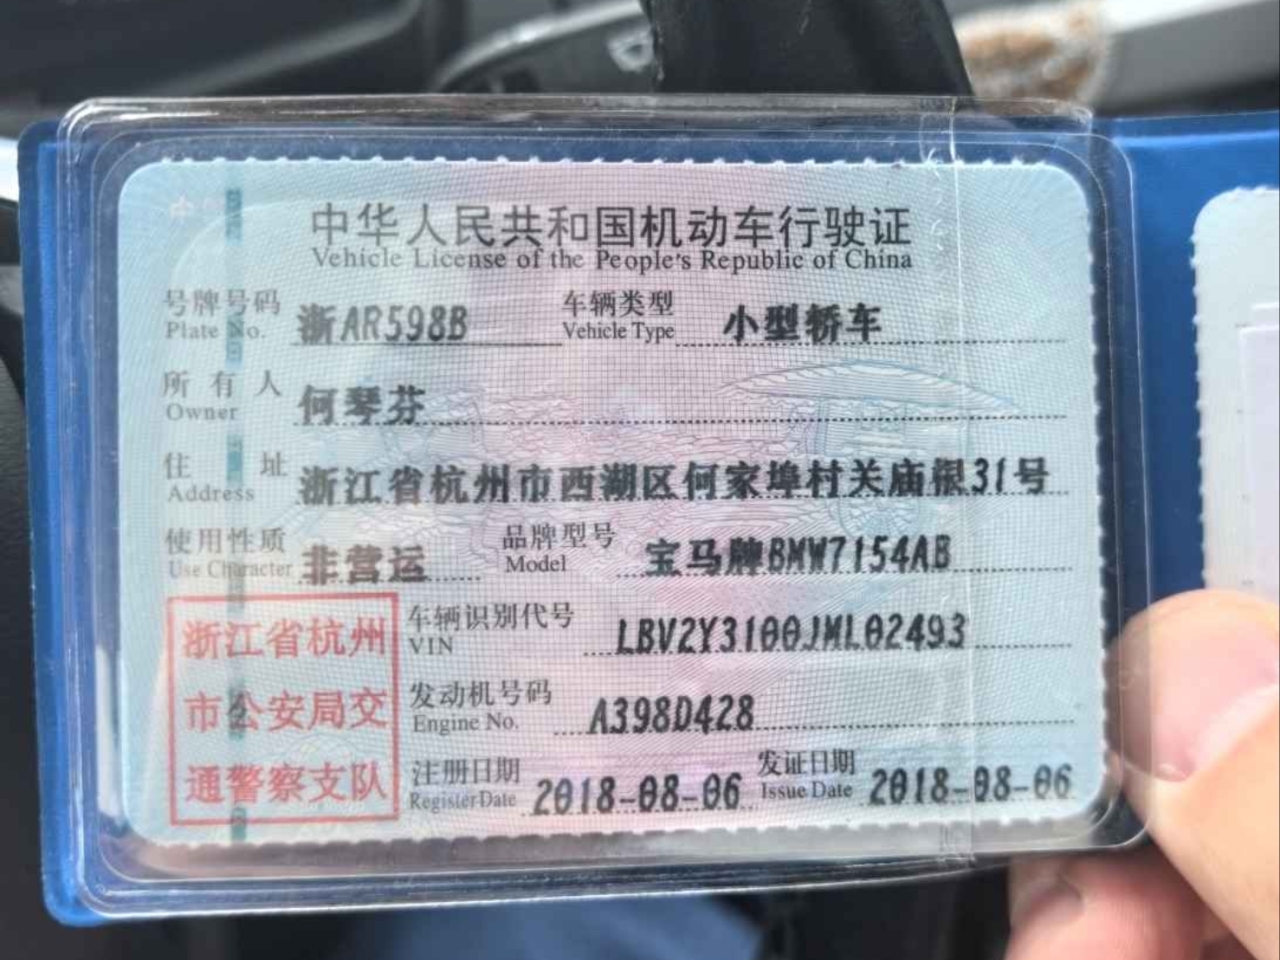 中华人民共和国机动车行驶证
Vehicle License of the People's Republic of China
号牌号码 浙AR598B 车辆类型 小型轿车
Plate No. Vehicle Type
所有人 何琴芬
Owner
住址 浙江省杭州市西湖区何家埠村关庙根31号
Address
使用性质 非营运 品牌型号 宝马牌BMW7154AB
Use Character Model
浙江省杭州
市公安局交
通警察支队
车辆识别代号 LBV2Y3100JML02493
VIN
发动机号码 A398D428
Engine No.
注册日期 2018-08-06 发证日期 2018-08-06
Register Date Issue Date